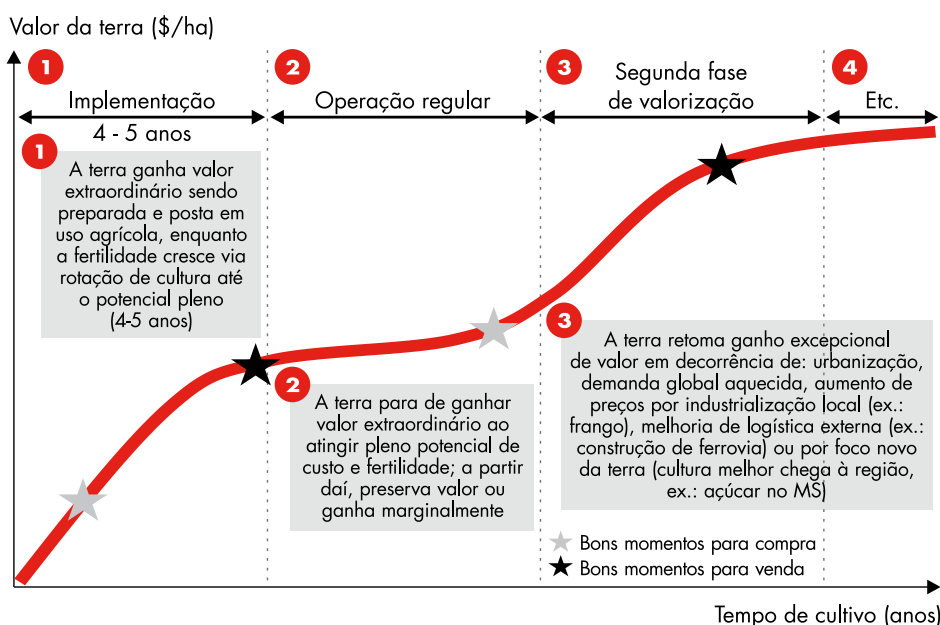 Valor da terra ($/ha)
1
Implementação
4 - 5 anos
2
Operação regular
3
Segunda fase
de valorização
4
Etc.
1
A terra ganha valor
extraordinário sendo
preparada e posta em
uso agrícola, enquanto
a fertilidade cresce via
rotação de cultura até
o potencial pleno
(4-5 anos)
2
A terra para de ganhar
valor extraordinário ao
atingir pleno potencial de
custo e fertilidade; a partir
daí, preserva valor ou
ganha marginalmente
3
A terra retoma ganho excepcional
de valor em decorrência de: urbanização,
demanda global aquecida, aumento de
preços por industrialização local (ex.:
frango), melhoria de logística externa (ex.:
construção de ferrovia) ou por foco novo
da terra (cultura melhor chega à região,
ex.: açúcar no MS)
Bons momentos para compra
Bons momentos para venda
Tempo de cultivo (anos)